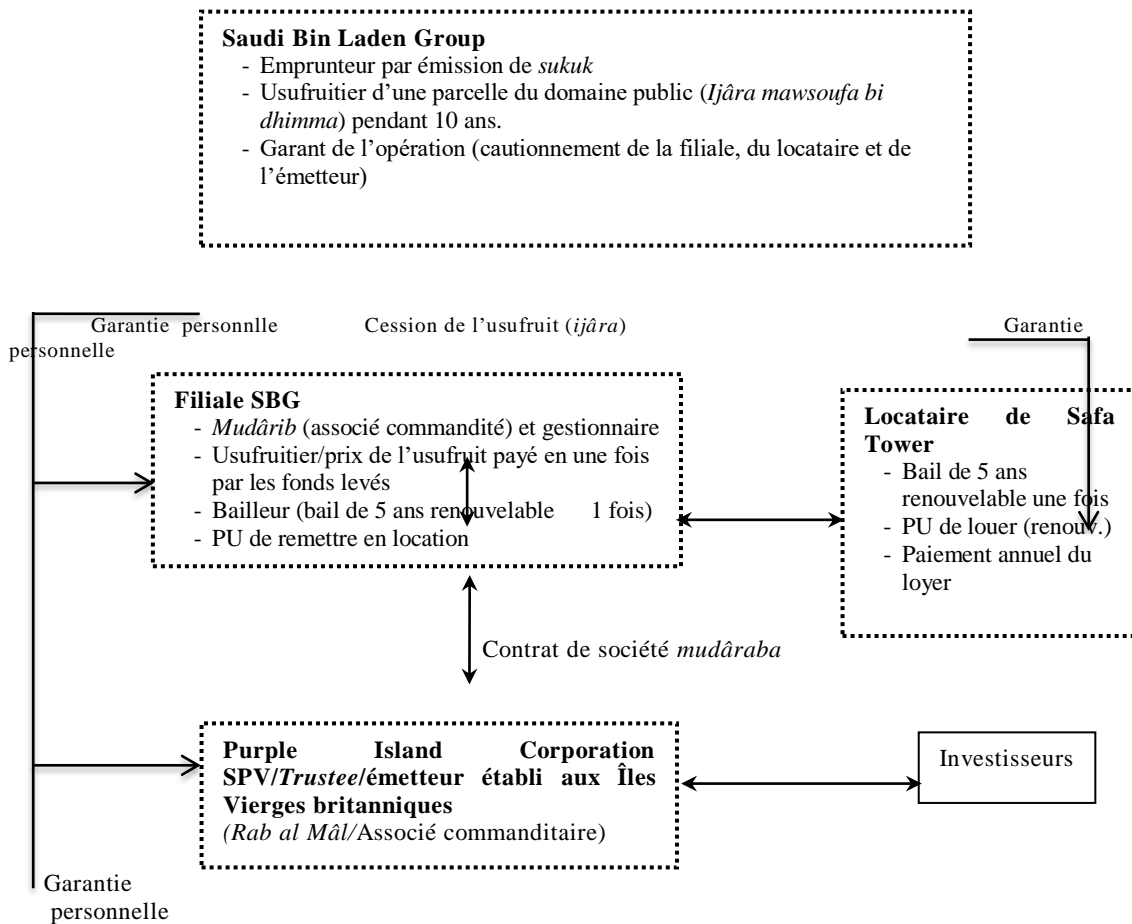 Saudi Bin Laden Group
- Emprunteur par émission de sukuk
- Usufruitier d’une parcelle du domaine public (Ijâra mawsoufa bi
dhimma) pendant 10 ans.
- Garant de l’opération (cautionnement de la filiale, du locataire et de
l’émetteur)
Garantie personnlle Cession de l’usufruit (ijâra) Garantie
personnelle
Filiale SBG
- Mudârib (associé commandité) et gestionnaire
- Usufruitier/prix de l’usufruit payé en une fois
par les fonds levés
- Bailleur (bail de 5 ans renouvelable 1 fois)
- PU de remettre en location
Locataire de Safa
Tower
- Bail de 5 ans
renouvelable une fois
- PU de louer (renouv.)
- Paiement annuel du
loyer
Contrat de société mudâraba
Purple Island Corporation
SPV/Trustee/émetteur établi aux Îles
Vierges britanniques
(Rab al Mâl/Associé commanditaire)
Investisseurs
Garantie
personnelle